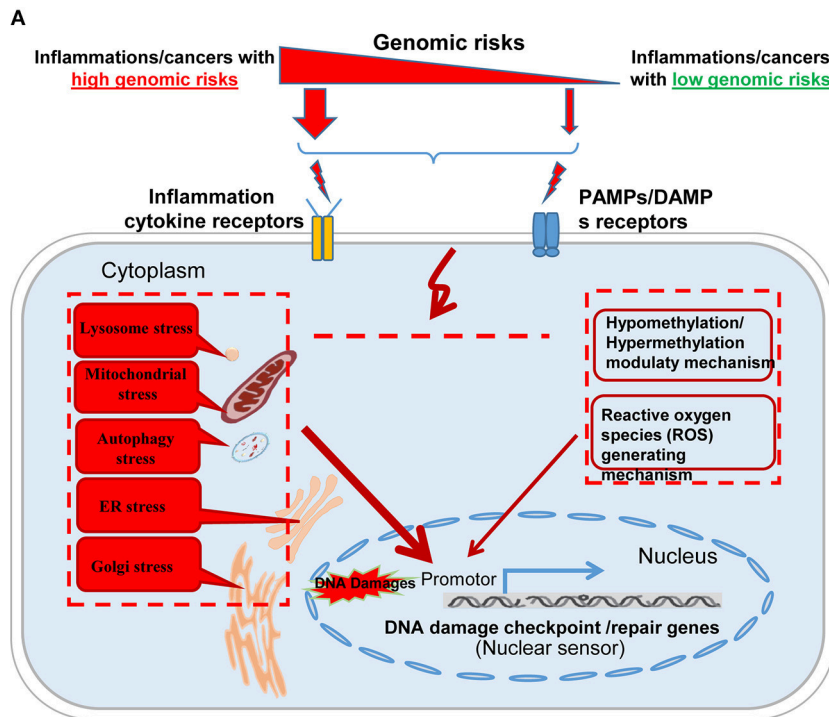 A
Genomic risks
Inflammations/cancers with
high genomic risks
Inflammations/cancers
with low genomic risks
Inflammation
cytokine receptors
PAMPs/DAMP
s receptors
Cytoplasm
Lysosome stress
Mitochondrial
stress
Autophagy
stress
ER stress
Golgi stress
Hypomethylation/
Hypermethylation
modulaty mechanism
Reactive oxygen
species (ROS)
generating
mechanism
Nucleus
DNA Damages
Promotor
DNA damage checkpoint /repair genes
(Nuclear sensor)